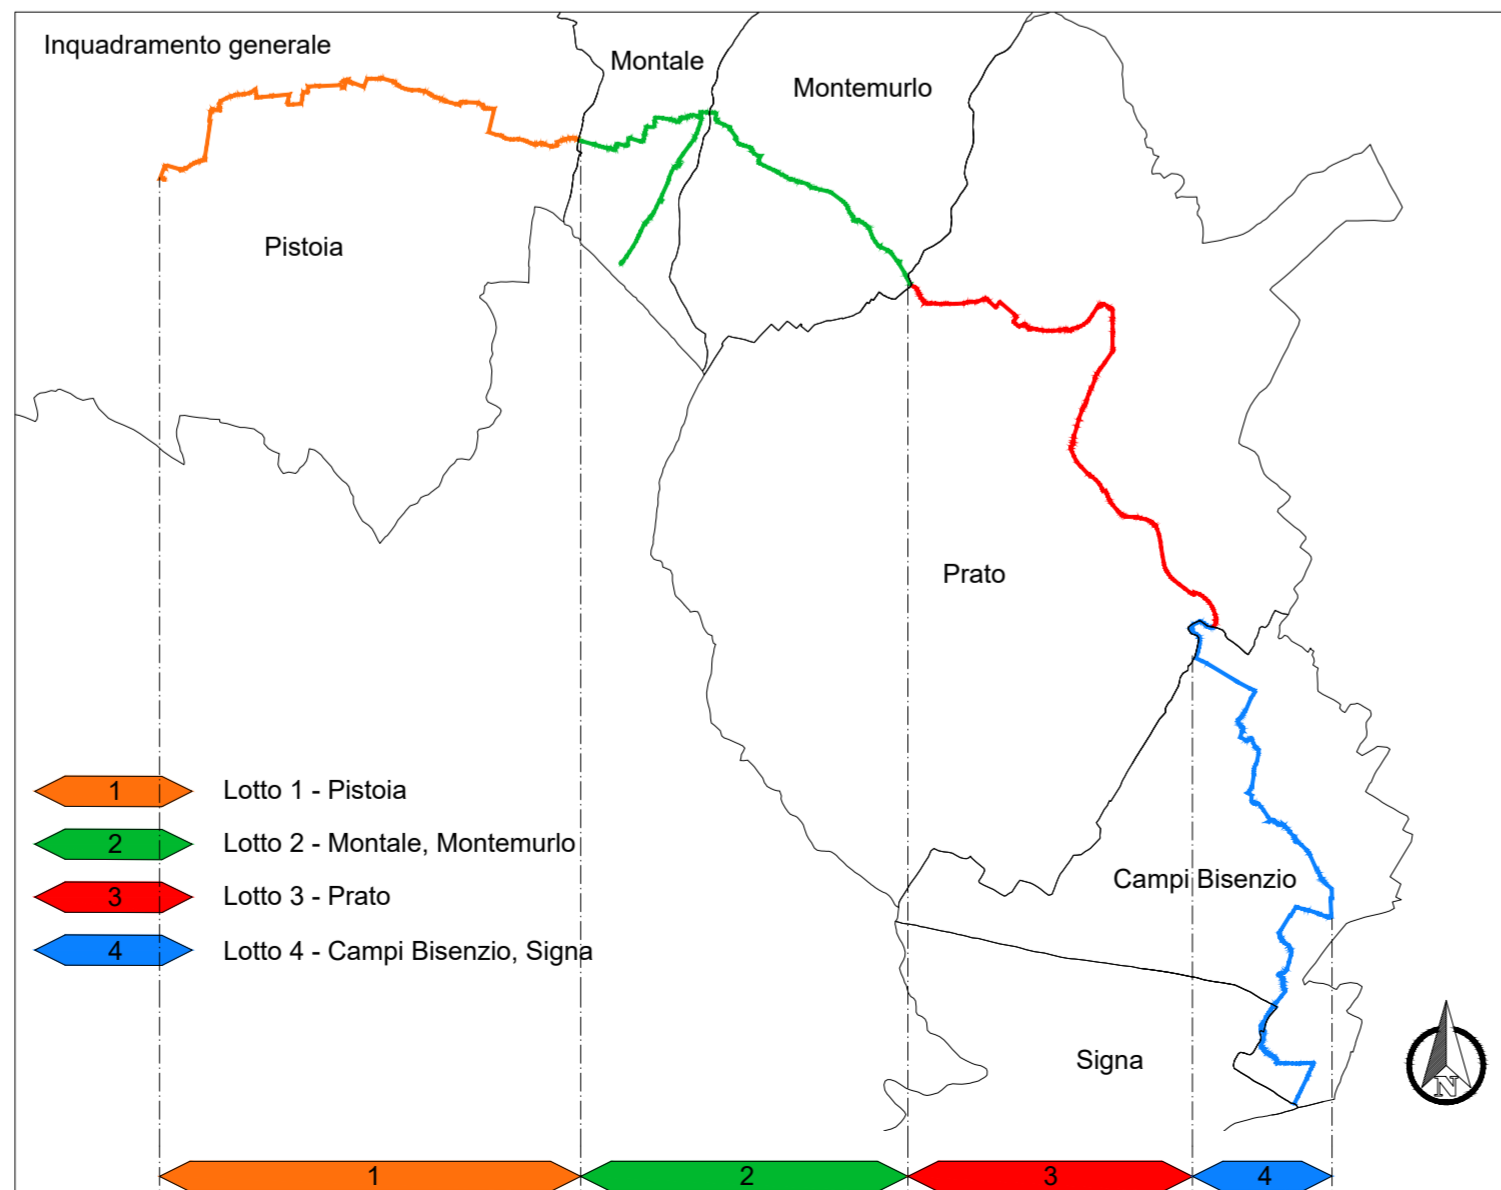 Inquadramento generale
Montale
Montemurlo
Pistoia
Prato
1 Lotto 1 - Pistoia
2 Lotto 2 - Montale, Montemurlo
3 Lotto 3 - Prato
4 Lotto 4 - Campi Bisenzio, Signa
Campi Bisenzio
Signa
N
1 2 3 4